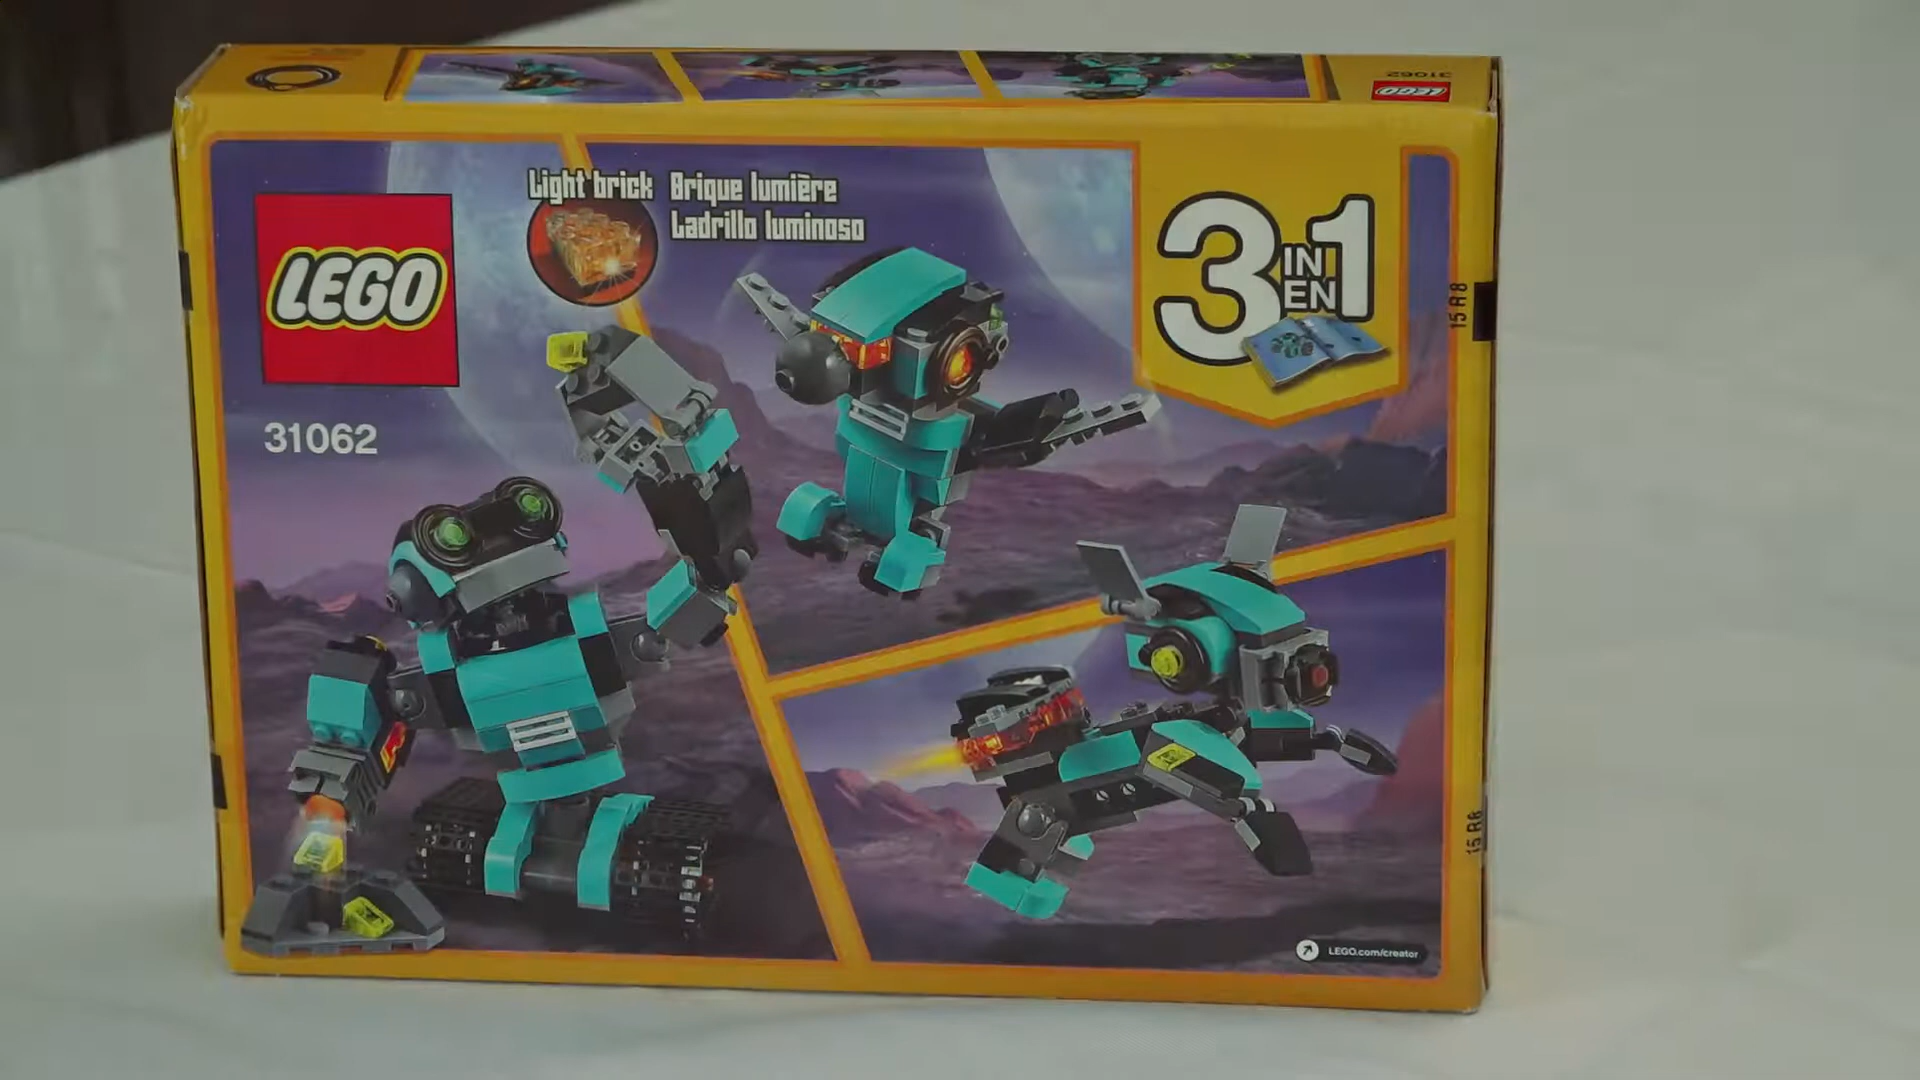 31062
LEGO
Light brick
Brique lumière
Ladrillo luminoso
LEGO
3 IN 1
EN
31062
15 R8
15 R6
LEGO.com/creator